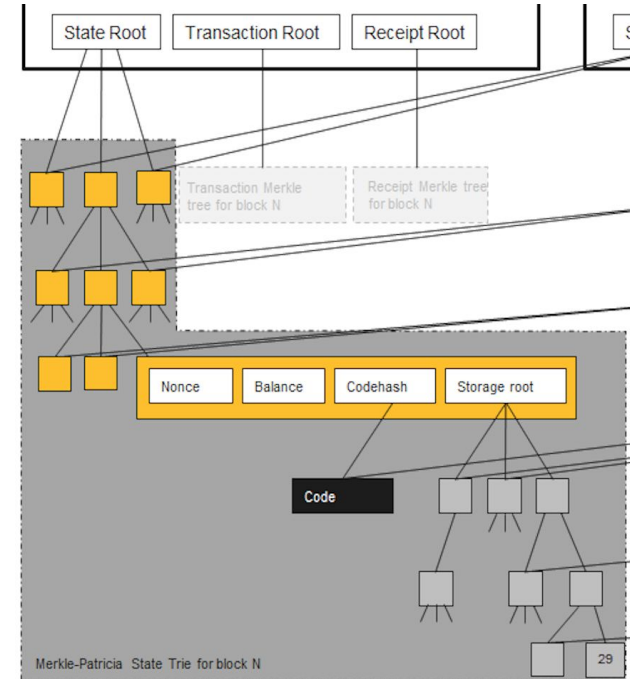 State Root
Transaction Root
Receipt Root
S
Transaction Merkle
tree for block N
Receipt Merkle tree
for block N
Nonce
Balance
Codehash
Storage root
Code
29
Merkle-Patricia State Trie for block N